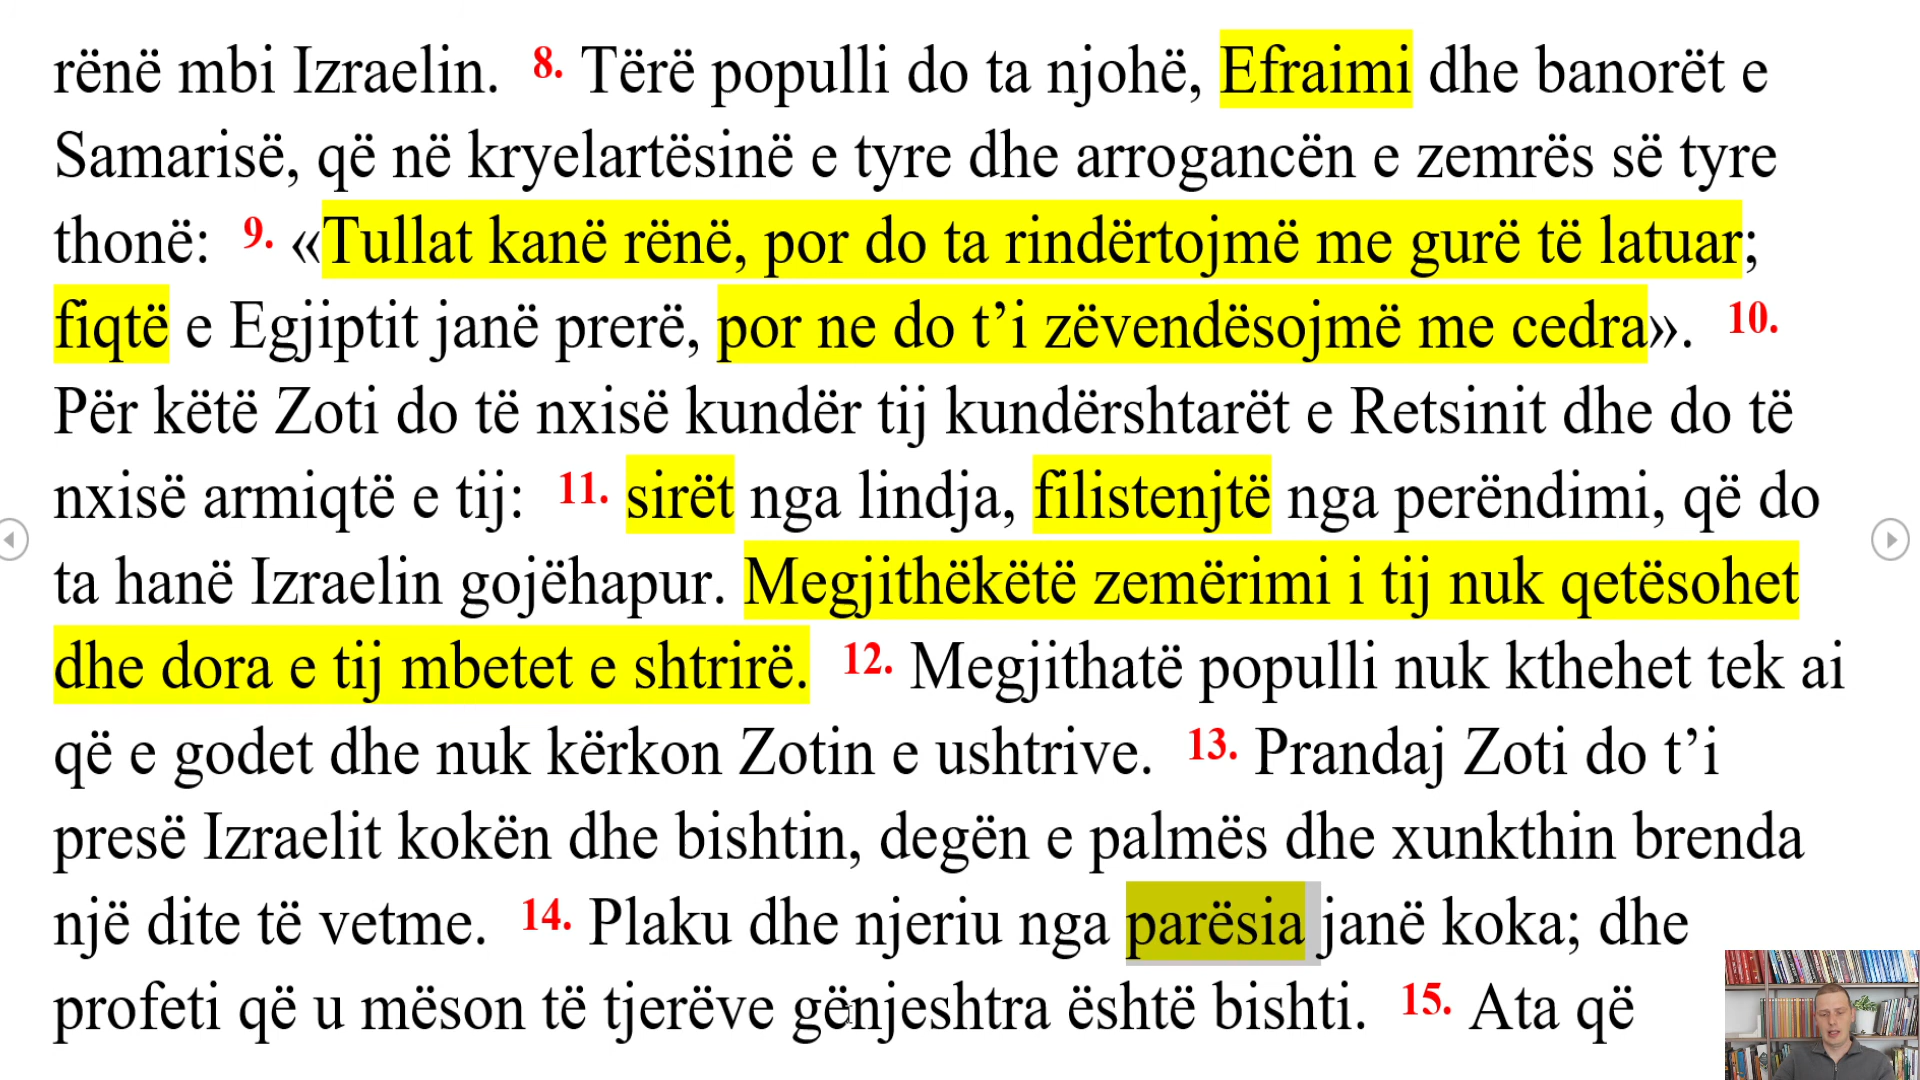 rënë mbi Izraelin. 8. Tërë populli do ta njohë, Efraimi dhe banorët e
Samarisë, që në kryelartësinë e tyre dhe arrogancën e zemrës së tyre
thonë: 9. «Tullat kanë rënë, por do ta rindërtojmë me gurë të latuar;
fiqtë e Egjiptit janë prerë, por ne do t’i zëvendësojmë me cedra». 10.
Për këtë Zoti do të nxisë kundër tij kundërshtarët e Retsinit dhe do të
nxisë armiqtë e tij: 11. sirët nga lindja, filistenjtë nga perëndimi, që do
ta hanë Izraelin gojëhapur. Megjithëkëtë zemërimi i tij nuk qetësohet
dhe dora e tij mbetet e shtrirë. 12. Megjithatë populli nuk kthehet tek ai
që e godet dhe nuk kërkon Zotin e ushtrive. 13. Prandaj Zoti do t’i
presë Izraelit kokën dhe bishtin, degën e palmës dhe xunkthin brenda
një dite të vetme. 14. Plaku dhe njeriu nga parësia janë koka; dhe
profeti që u mëson të tjerëve gënjeshtra është bishti. 15. Ata që